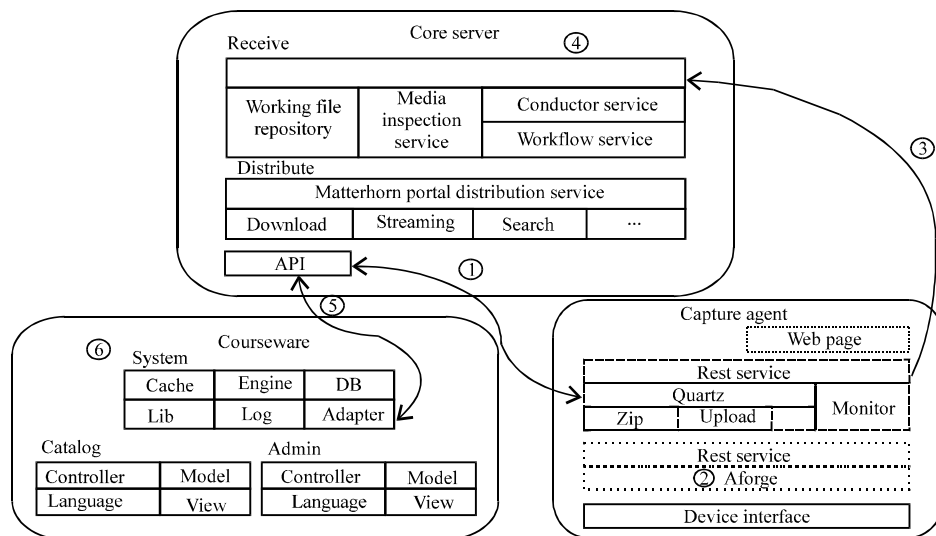 Core server
Receive
④
Working file repository
Media inspection service
Conductor service
Workflow service
③
Distribute
Matterhorn portal distribution service
Download
Streaming
Search
...
API
①
⑤
Courseware
⑥
System
Cache
Engine
DB
Lib
Log
Adapter
Catalog
Controller
Model
Language
View
Admin
Controller
Model
Language
View
Capture agent
Web page
Rest service
Quartz
Zip
Upload
Monitor
Rest service
② Aforge
Device interface